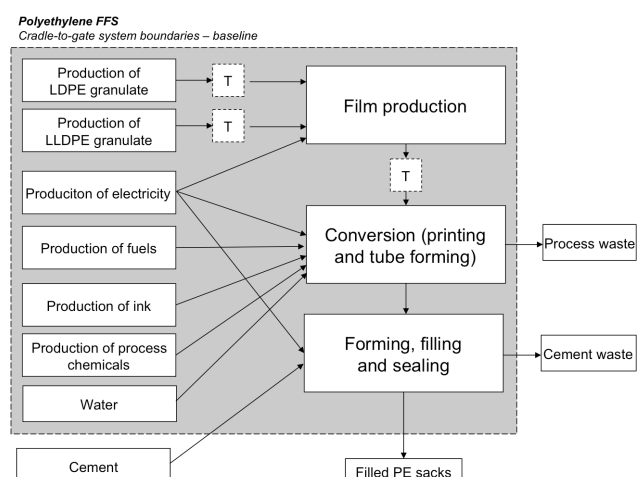 Polyethylene FFS
Cradle-to-gate system boundaries – baseline
Production of
LDPE granulate
T
Film production
Production of
LLDPE granulate
T
T
Produciton of electricity
Conversion (printing
and tube forming)
Process waste
Production of fuels
Production of ink
Forming, filling
and sealing
Cement waste
Production of process
chemicals
Water
Cement
Filled PE sacks